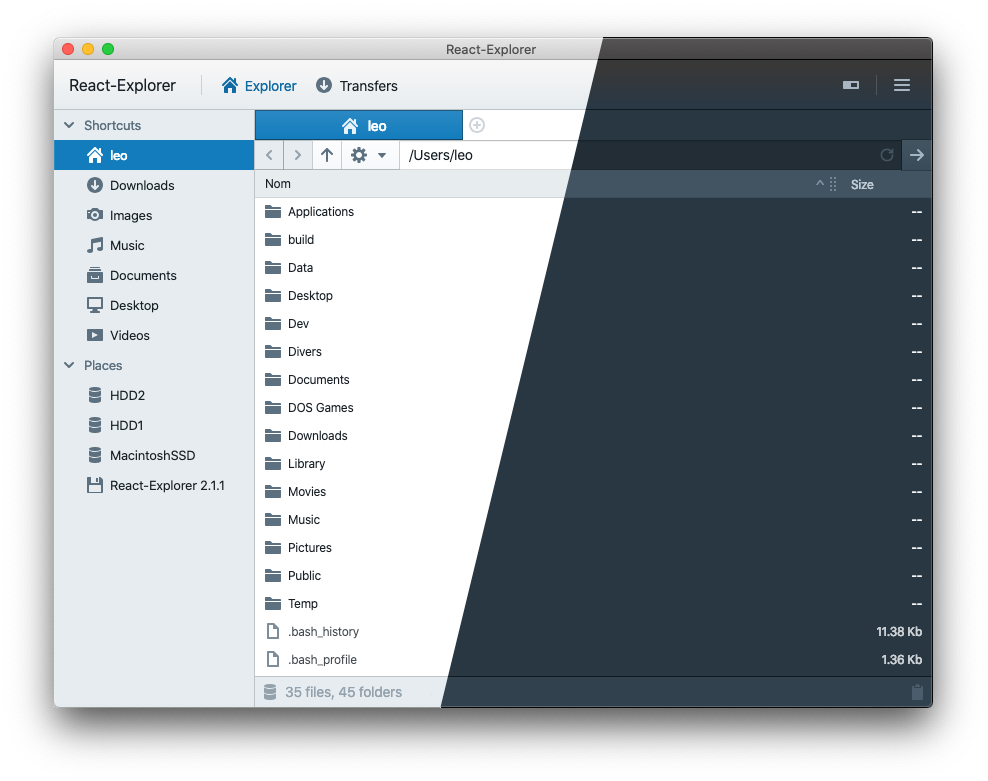 React-Explorer
React-Explorer Explorer Transfers
Shortcuts
leo
Downloads
Images
Music
Documents
Desktop
Videos
Places
HDD2
HDD1
MacintoshSSD
React-Explorer 2.1.1
leo
/Users/leo
Nom Size
Applications --
build --
Data --
Desktop --
Dev --
Divers --
Documents --
DOS Games --
Downloads --
Library --
Movies --
Music --
Pictures --
Public --
Temp --
.bash_history 11.38 Kb
.bash_profile 1.36 Kb
35 files, 45 folders